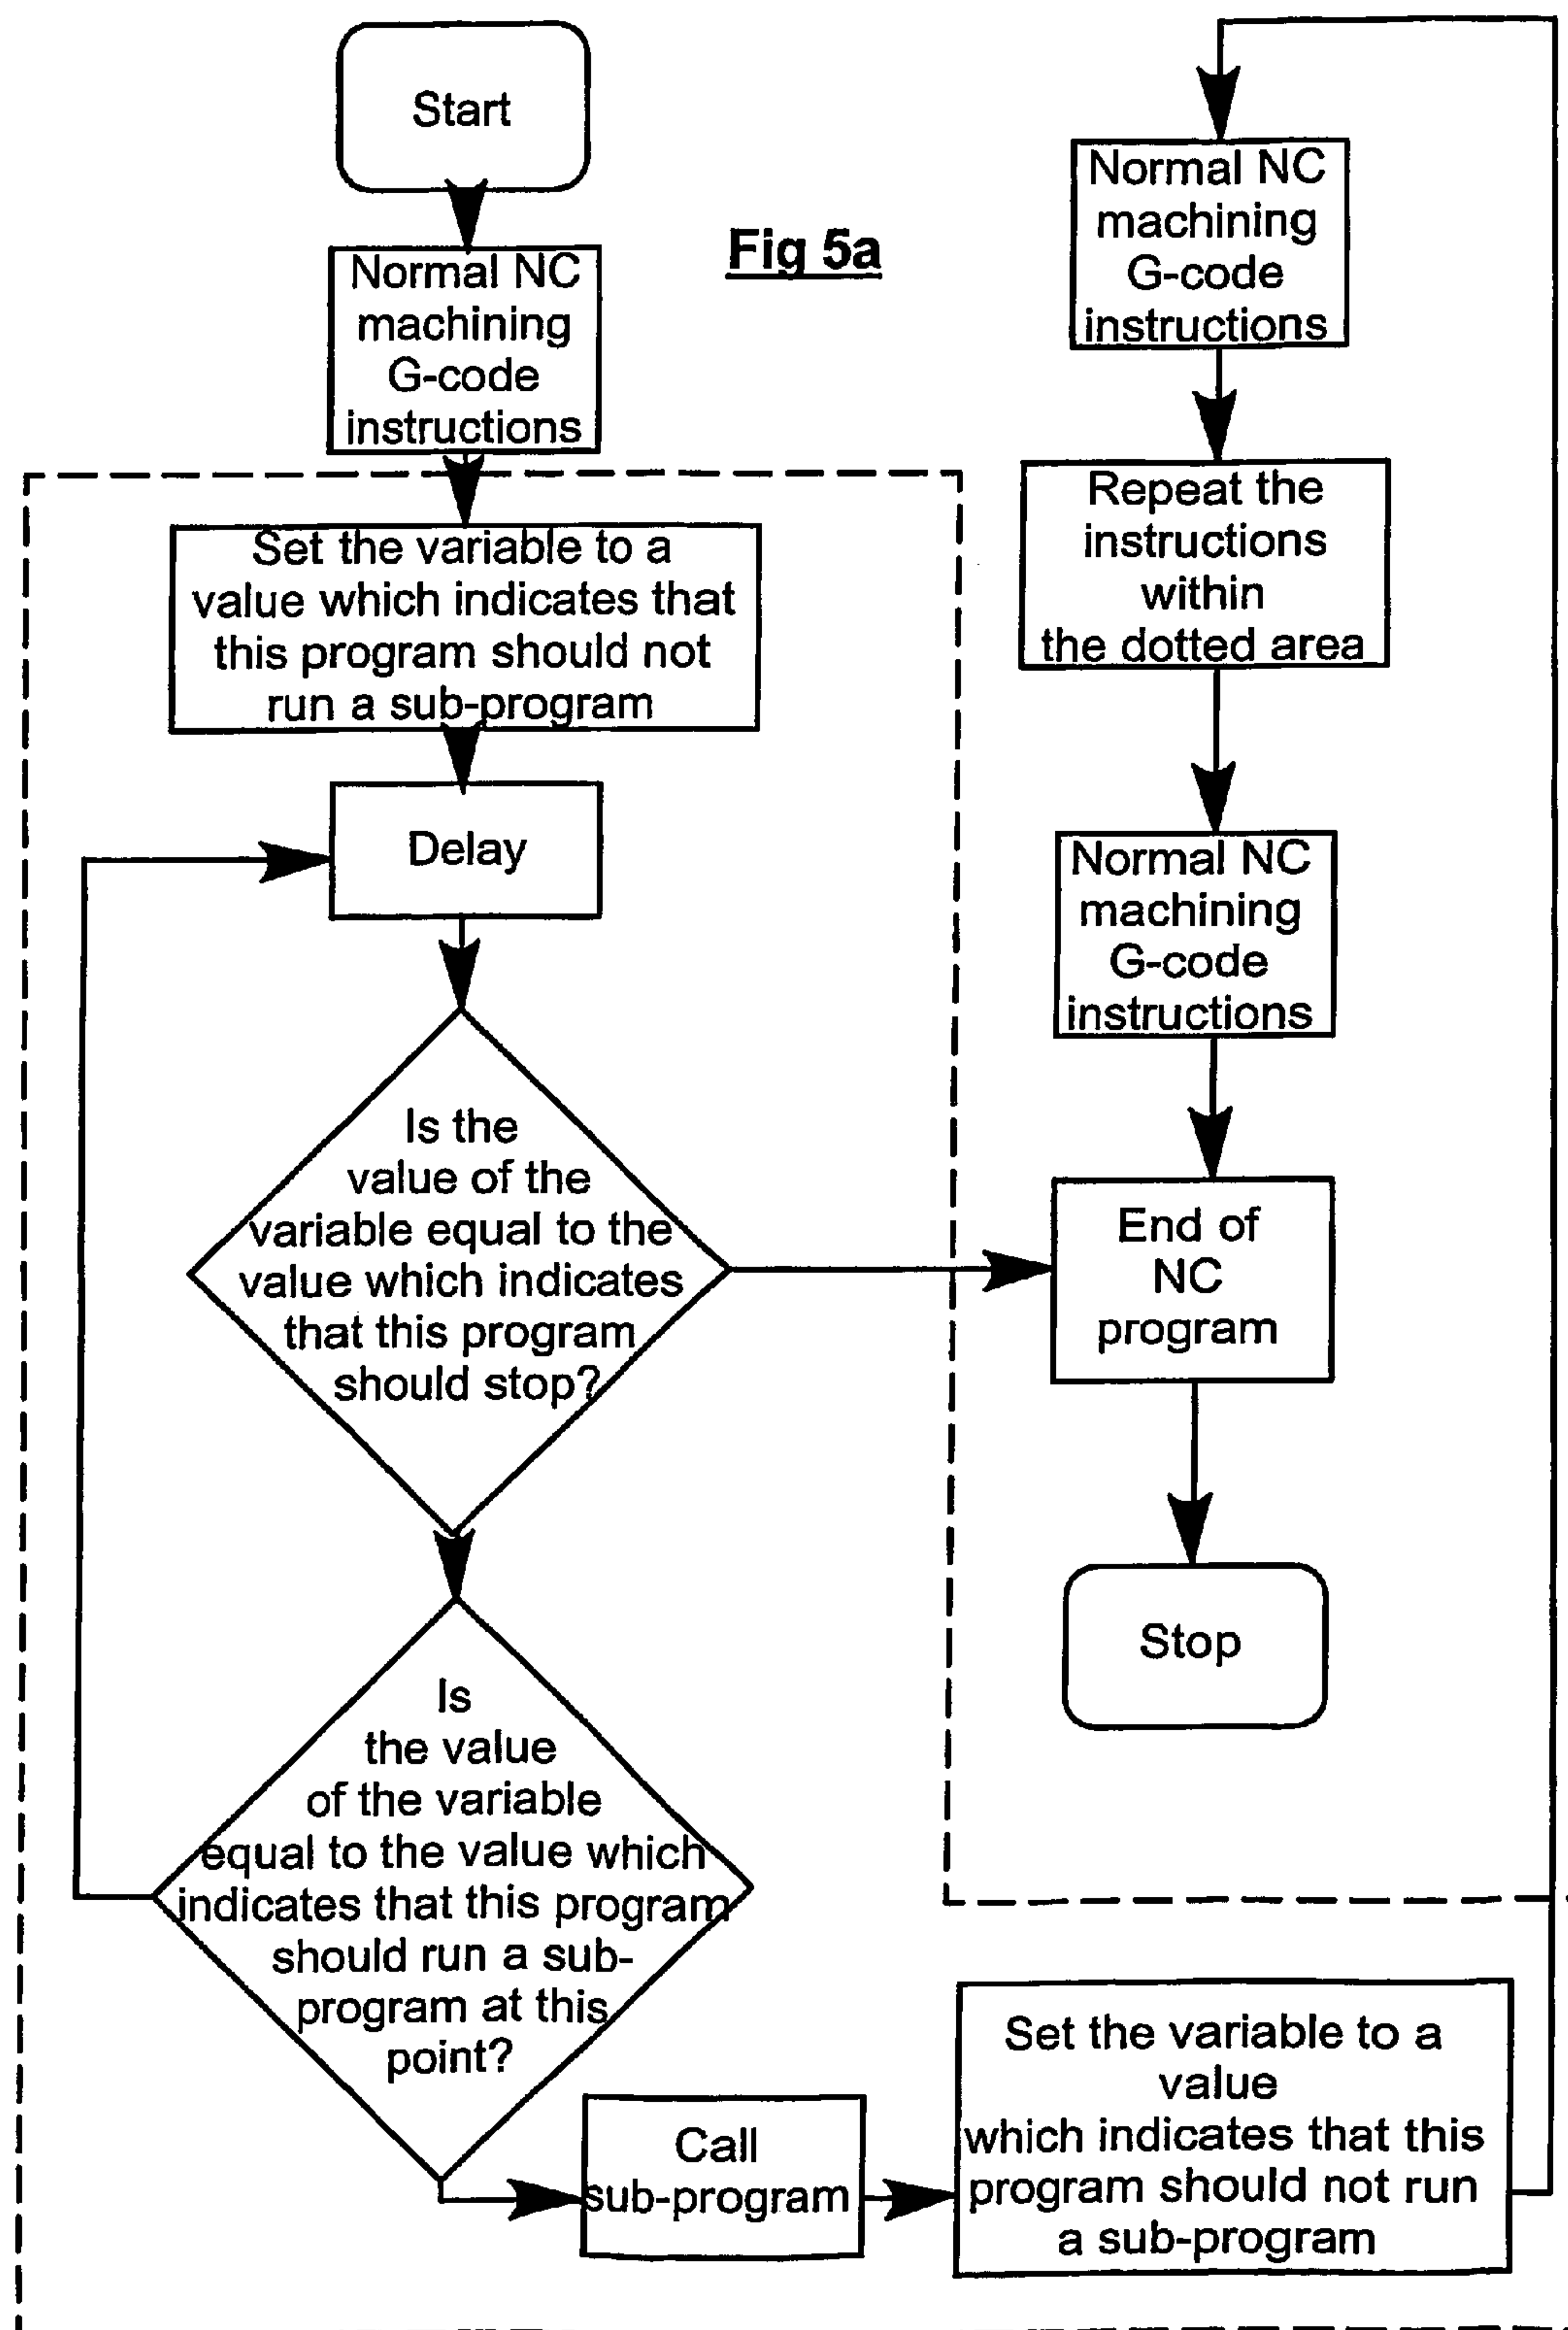 Start
Normal NC
machining
G-code
instructions
Fig 5a
Set the variable to a
value which indicates that
this program should not
run a sub-program
Delay
Is the
value of the
variable equal to the
value which indicates
that this program
should stop?
Is
the value
of the variable
equal to the value which
indicates that this program
should run a sub-
program at this
point?
Call
sub-program
Set the variable to a
value
which indicates that this
program should not run
a sub-program
Normal NC
machining
G-code
instructions
Repeat the
instructions
within
the dotted area
Normal NC
machining
G-code
instructions
End of
NC
program
Stop